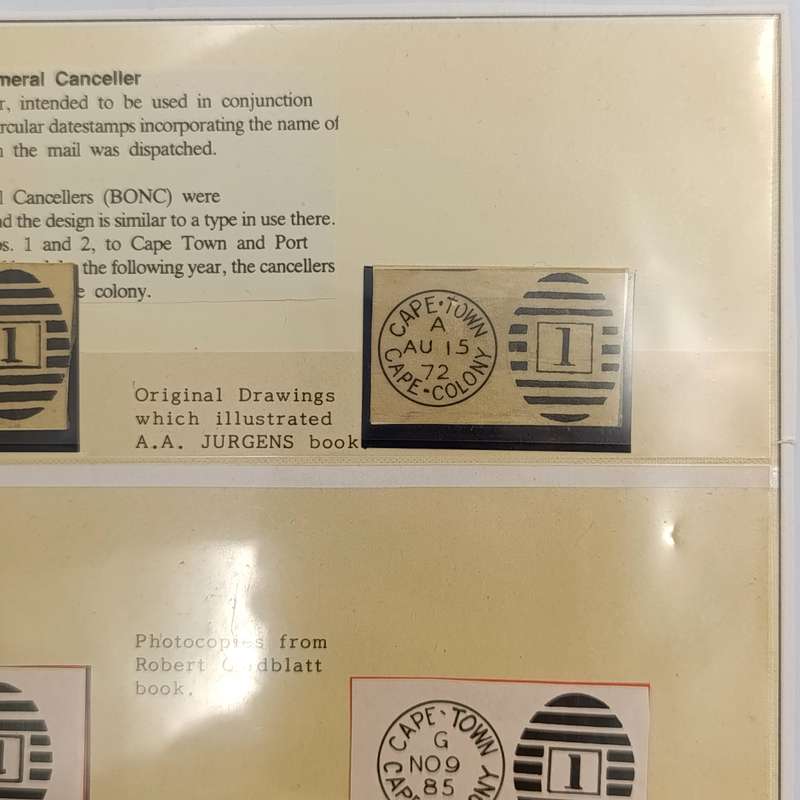 meral Canceller
r, intended to be used in conjunction
rcular datestamps incorporating the name of
the mail was dispatched.
l Cancellers (BONC) were
nd the design is similar to a type in use there.
os. 1 and 2, to Cape Town and Port
the following year, the cancellers
e colony.
1
CAPE·TOWN
A
AU 15
72
CAPE-COLONY
1
Original Drawings
which illustrated
A.A. JURGENS book.
Photocopies from
Robert
book.
1
CAPE·TOWN
G
NO9
85
1